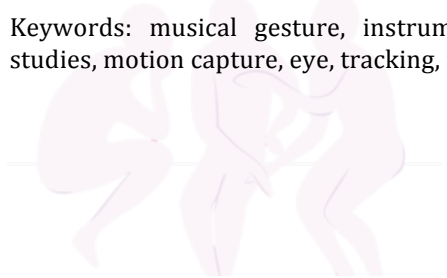 Keywords: musical gesture, instrum
studies, motion capture, eye, tracking,